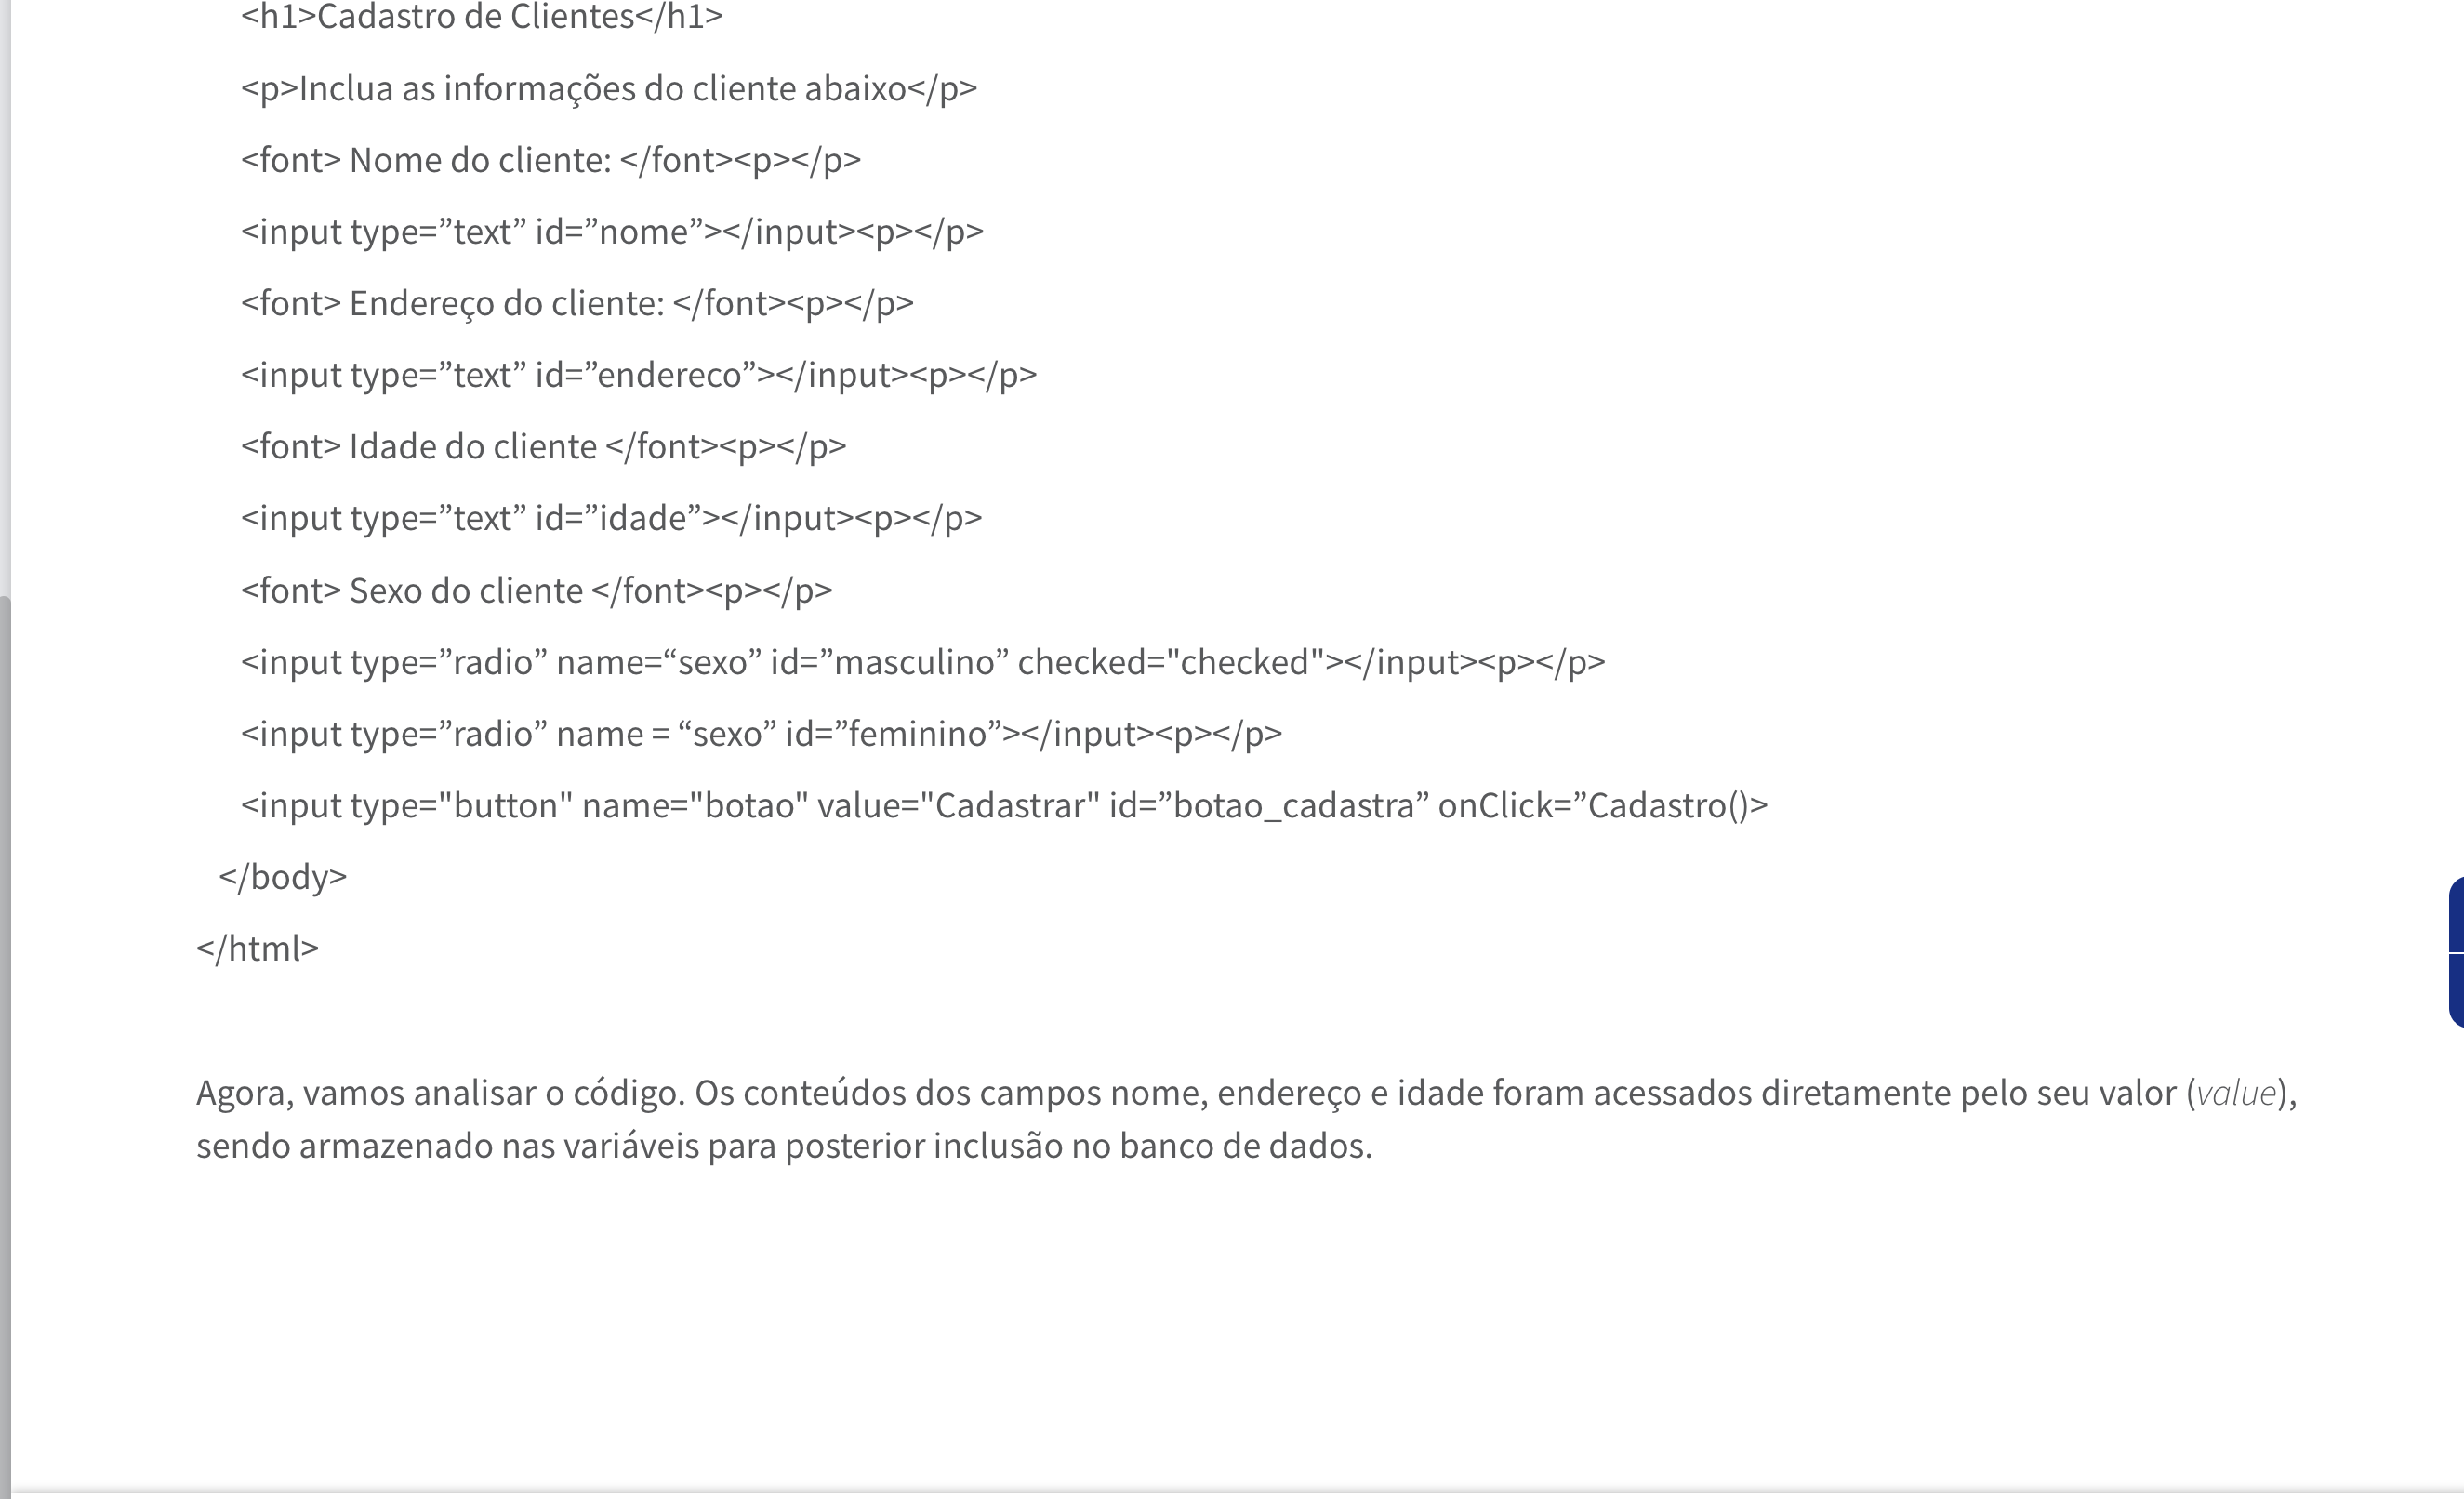 <h1>Cadastro de Clientes</h1>
<p>Inclua as informações do cliente abaixo</p>
<font> Nome do cliente: </font><p></p>
<input type=”text” id=”nome”></input><p></p>
<font> Endereço do cliente: </font><p></p>
<input type=”text” id=”endereco”></input><p></p>
<font> Idade do cliente </font><p></p>
<input type=”text” id=”idade”></input><p></p>
<font> Sexo do cliente </font><p></p>
<input type=”radio” name=“sexo” id=”masculino” checked="checked"></input><p></p>
<input type=”radio” name = “sexo” id=”feminino”></input><p></p>
<input type="button" name="botao" value="Cadastrar" id=”botao_cadastra” onClick=”Cadastro()>
</body>
</html>
Agora, vamos analisar o código. Os conteúdos dos campos nome, endereço e idade foram acessados diretamente pelo seu valor (value),
sendo armazenado nas variáveis para posterior inclusão no banco de dados.